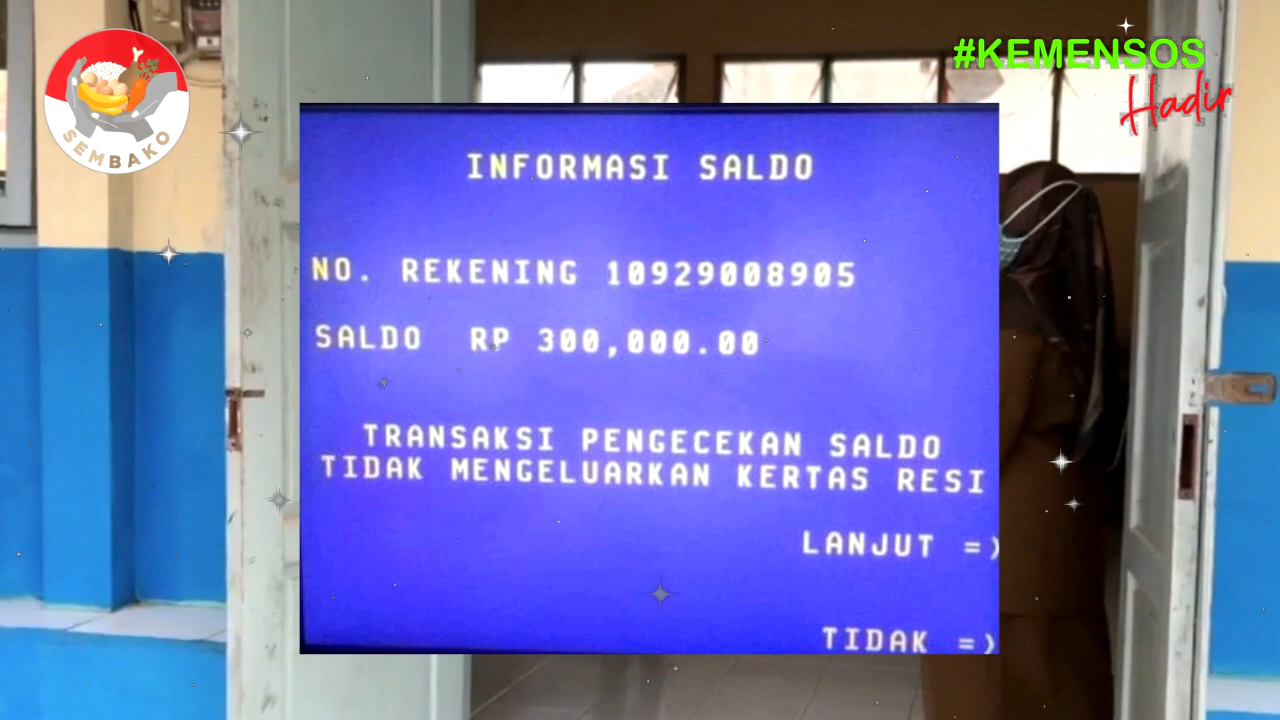 #KEMENSOS
Hadir
SEMBAKO
INFORMASI SALDO
NO. REKENING 10929008905
SALDO RP 300,000.00
TRANSAKSI PENGECEKAN SALDO
TIDAK MENGELUARKAN KERTAS RESI
LANJUT =)
TIDAK =)